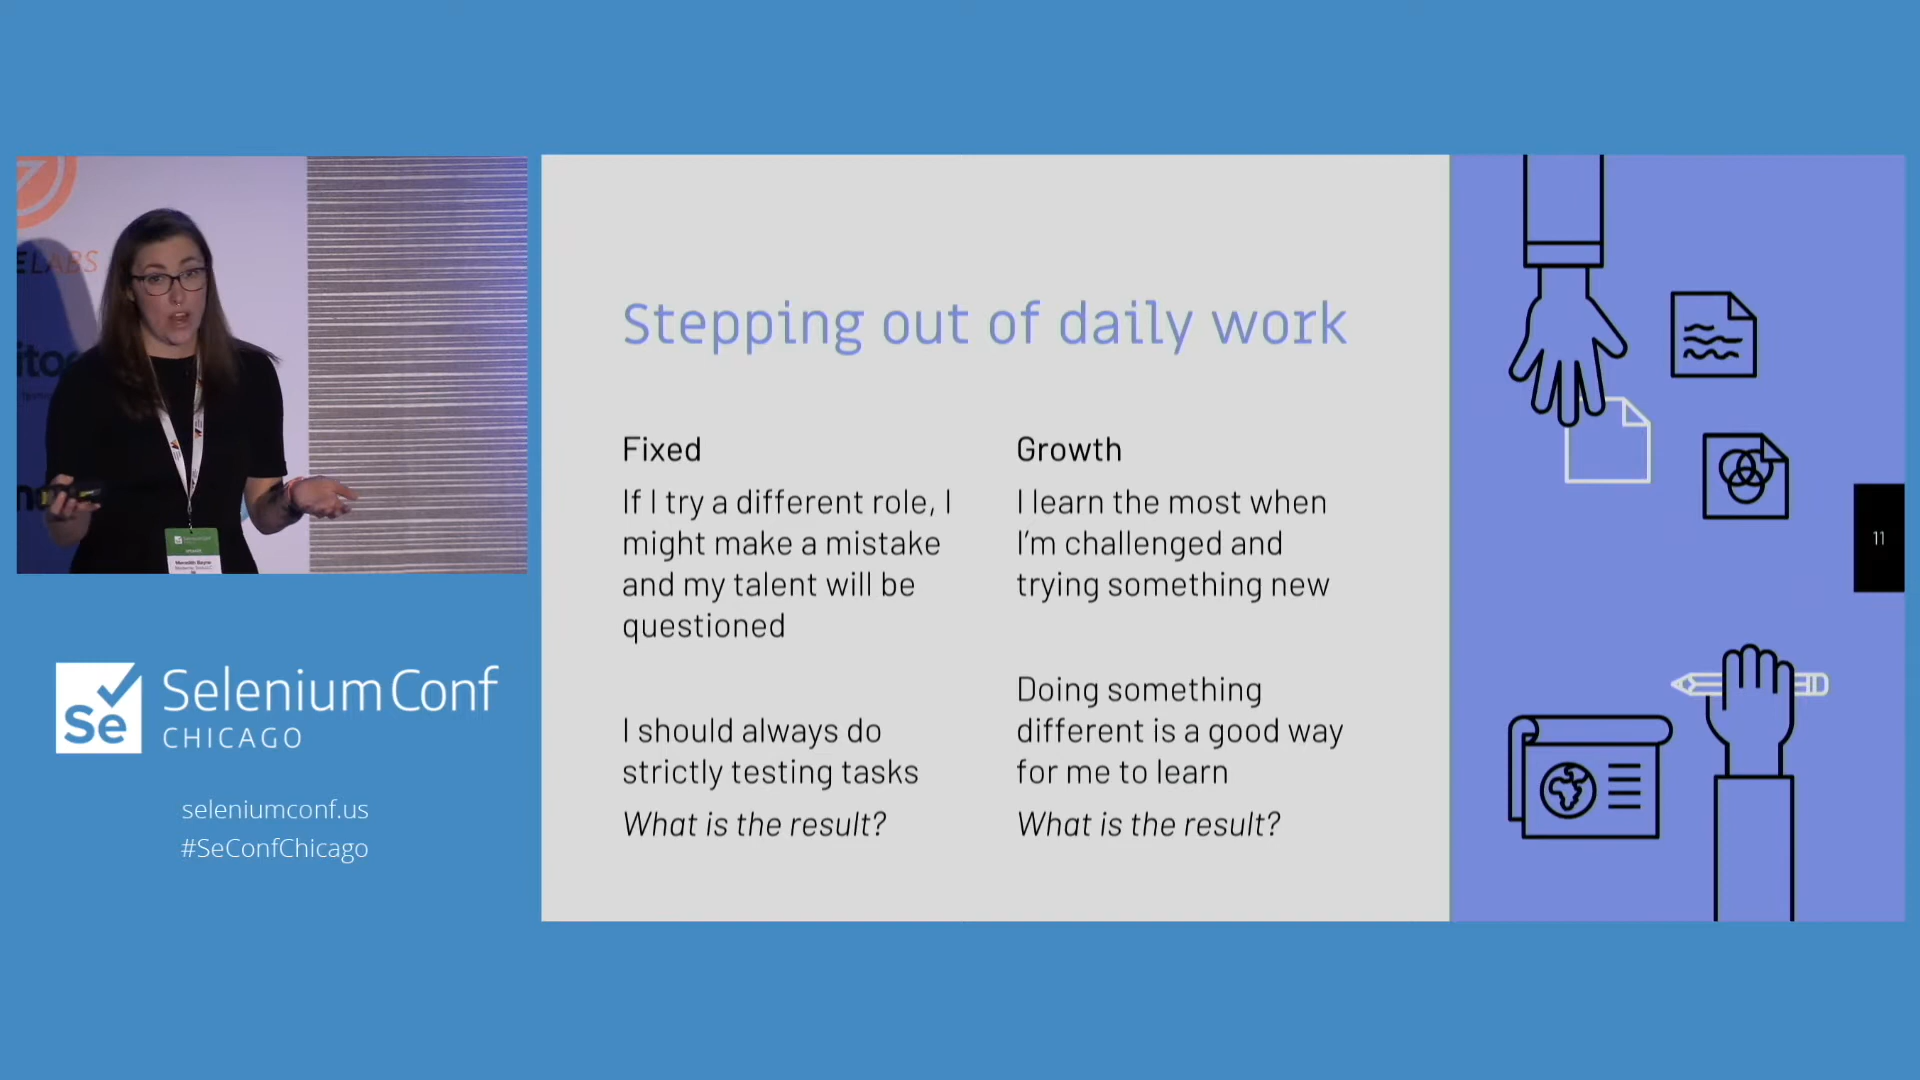 ELABS
Stepping out of daily work
Fixed
If I try a different role, I
might make a mistake
and my talent will be
questioned
I should always do
strictly testing tasks
What is the result?
Growth
I learn the most when
I'm challenged and
trying something new
Doing something
different is a good way
for me to learn
What is the result?
11
Se
SeleniumConf
CHICAGO
seleniumconf.us
#SeConfChicago